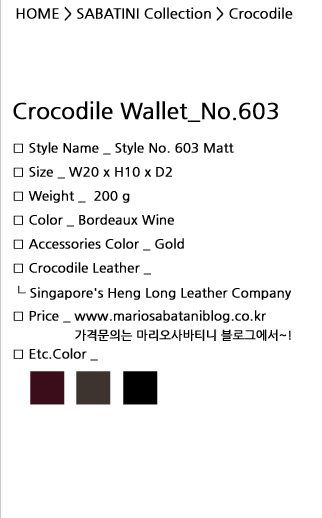 HOME > SABATINI Collection > Crocodile
Crocodile Wallet_No.603
□ Style Name _ Style No. 603 Matt
□ Size _ W20 x H10 x D2
□ Weight _ 200 g
□ Color _ Bordeaux Wine
□ Accessories Color _ Gold
□ Crocodile Leather _
└ Singapore's Heng Long Leather Company
□ Price _ www.mariosabataniblog.co.kr
가격문의는 마리오사바티니 블로그에서~!
□ Etc.Color _